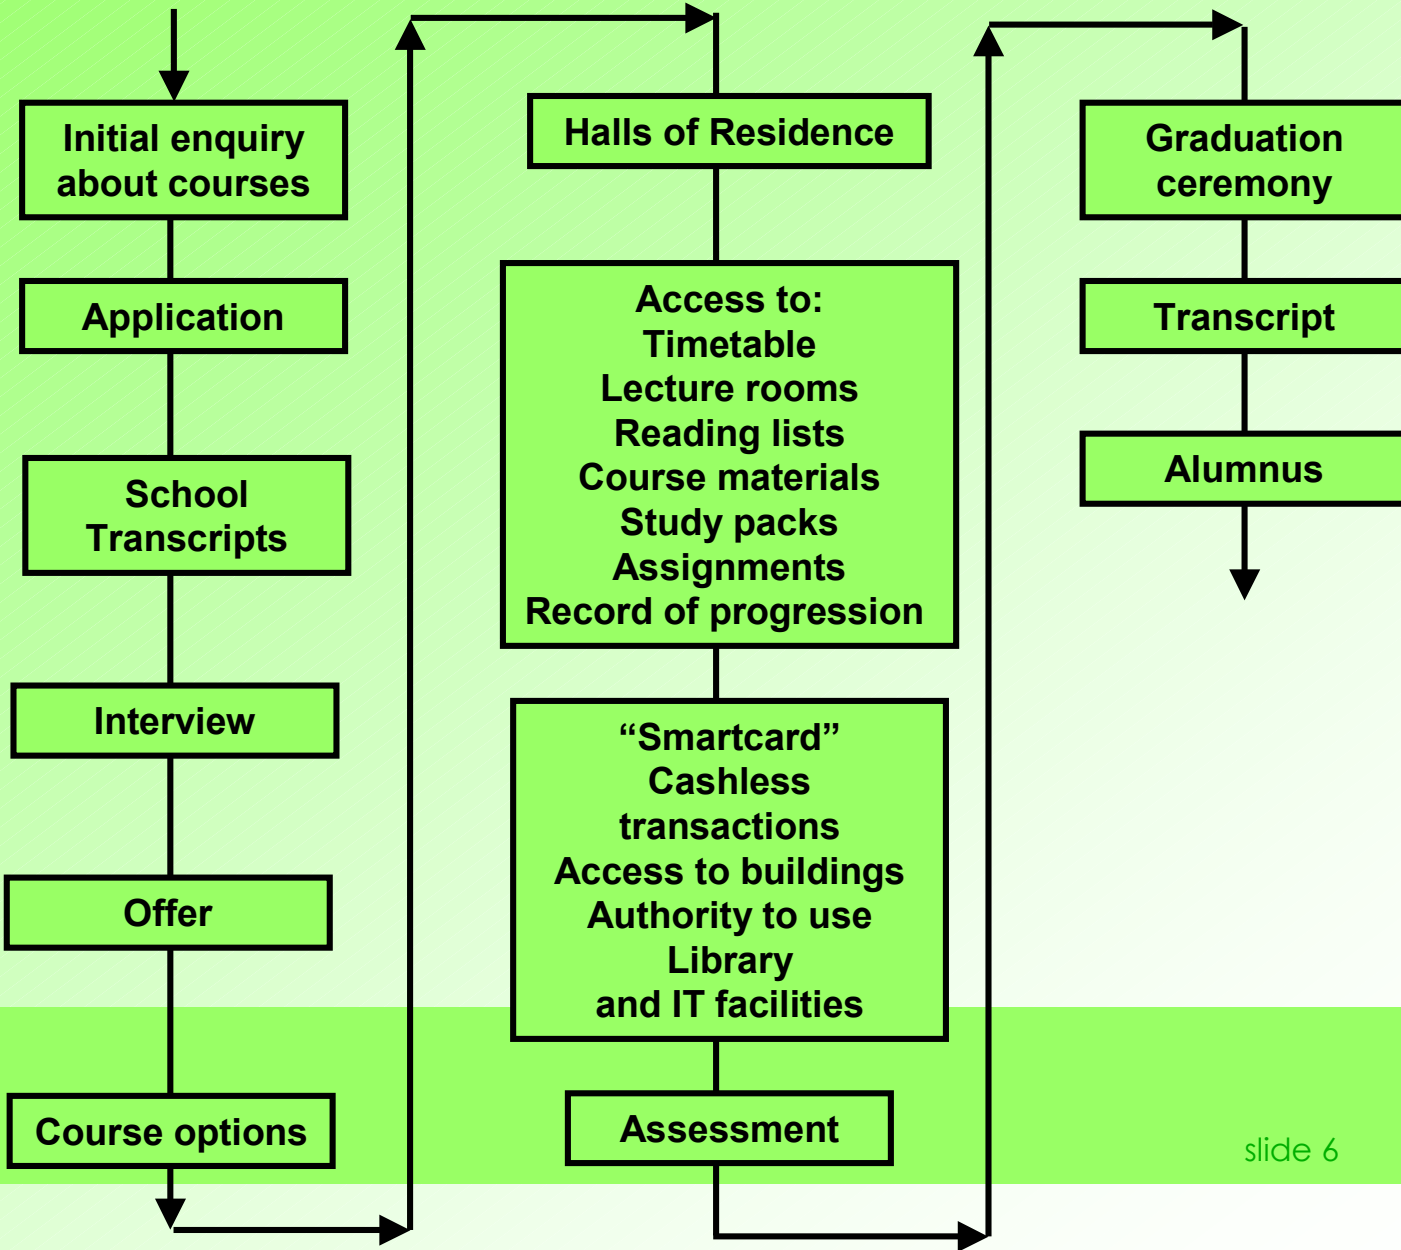 Initial enquiry
about courses
Application
School
Transcripts
Interview
Offer
Course options
Halls of Residence
Access to:
Timetable
Lecture rooms
Reading lists
Course materials
Study packs
Assignments
Record of progression
“Smartcard”
Cashless
transactions
Access to buildings
Authority to use
Library
and IT facilities
Assessment
Graduation
ceremony
Transcript
Alumnus
slide 6